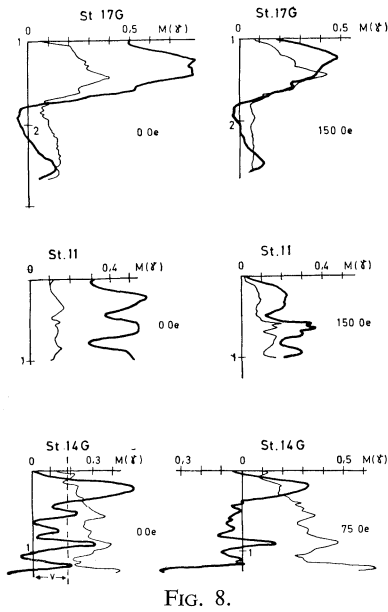 St. 17G
0 0.5 M(γ)
1
2
0 Oe
St.17G
0 0.5 M(γ)
1
2
150 Oe
St.11
0 0.4 M(γ)
1
0 Oe
St.11
0 0.4 M(γ)
1
150 Oe
St.14G
0 0.3 M(γ)
1
0 Oe
V
St.14G
0.3 0 0.5 M(γ)
1
75 Oe
FIG. 8.